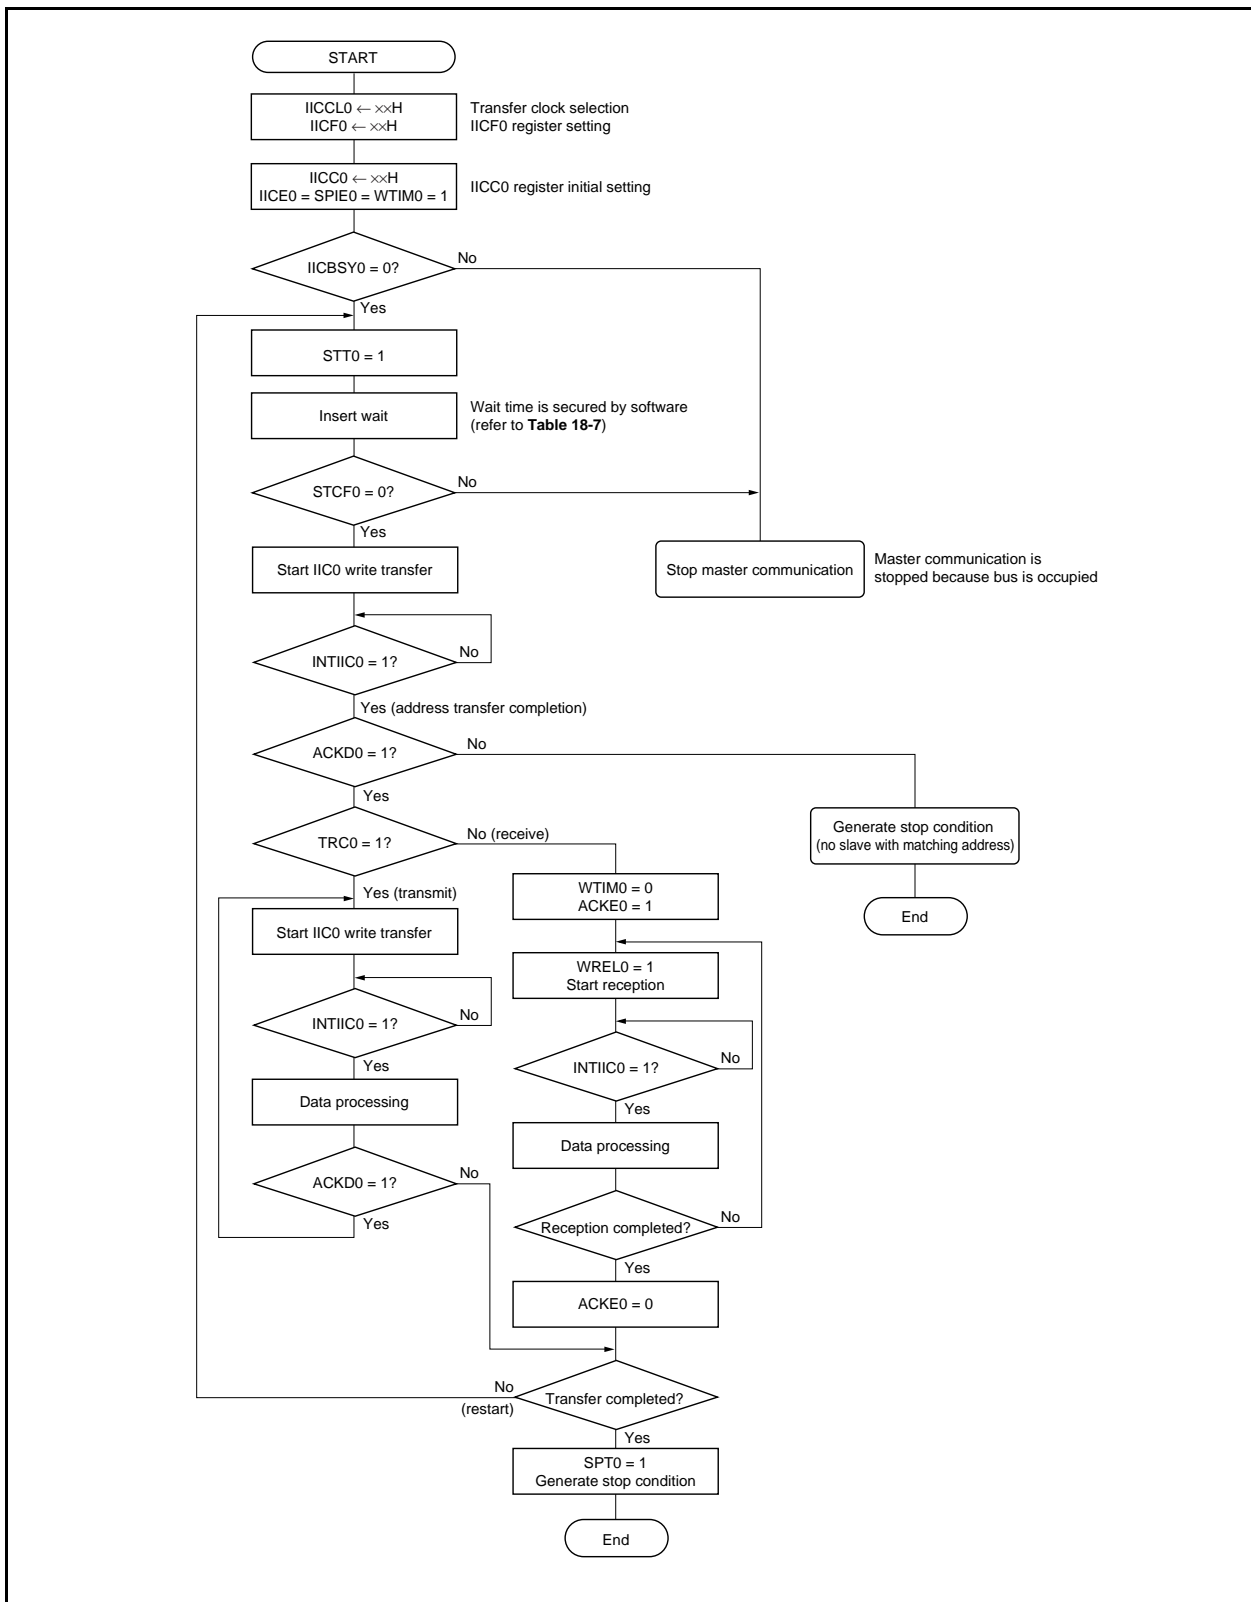 START
IICCL0 ← ××H
IICF0 ← ××H
Transfer clock selection
IICF0 register setting
IICC0 ← ××H
IICE0 = SPIE0 = WTIM0 = 1
IICC0 register initial setting
IICBSY0 = 0?
No
Yes
STT0 = 1
Insert wait
Wait time is secured by software
(refer to Table 18-7)
STCF0 = 0?
No
Yes
Start IIC0 write transfer
Stop master communication
Master communication is
stopped because bus is occupied
INTIIC0 = 1?
No
Yes (address transfer completion)
ACKD0 = 1?
No
Yes
Generate stop condition
(no slave with matching address)
End
TRC0 = 1?
No (receive)
Yes (transmit)
WTIM0 = 0
ACKE0 = 1
Start IIC0 write transfer
WREL0 = 1
Start reception
INTIIC0 = 1?
No
Yes
INTIIC0 = 1?
No
Yes
Data processing
Data processing
ACKD0 = 1?
No
Yes
Reception completed?
No
Yes
ACKE0 = 0
Transfer completed?
No
(restart)
Yes
SPT0 = 1
Generate stop condition
End